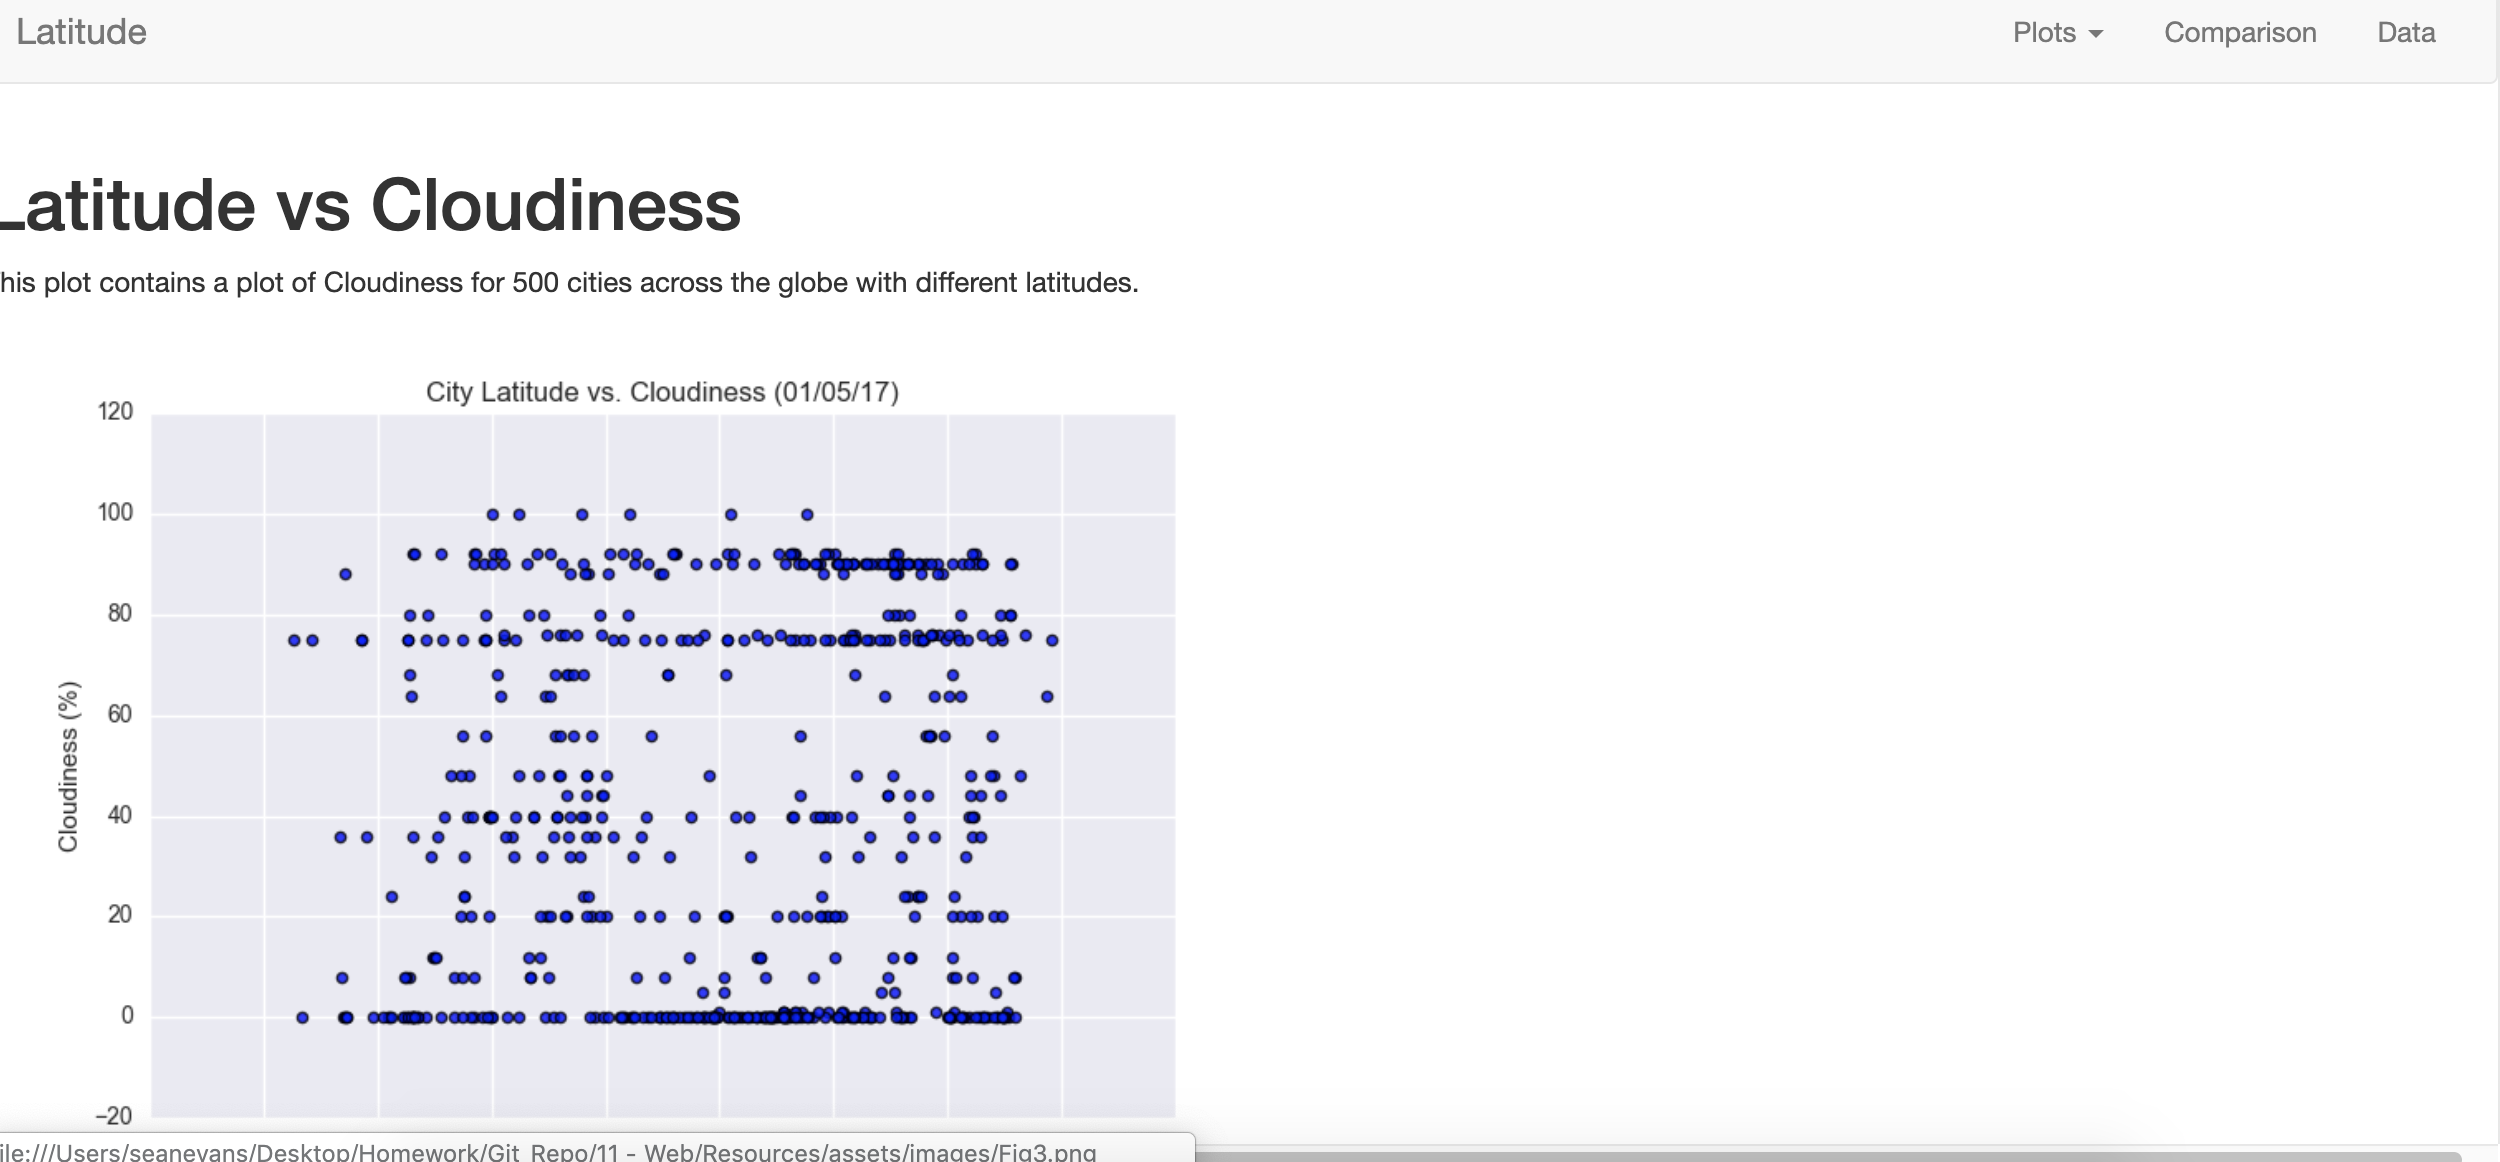 Latitude Plots Comparison Data
Latitude vs Cloudiness
his plot contains a plot of Cloudiness for 500 cities across the globe with different latitudes.
City Latitude vs. Cloudiness (01/05/17)
120
100
80
60
40
20
0
−20
Cloudiness (%)
ile:///Users/seanevans/Desktop/Homework/Git_Repo/11 - Web/Resources/assets/images/Fig3.png